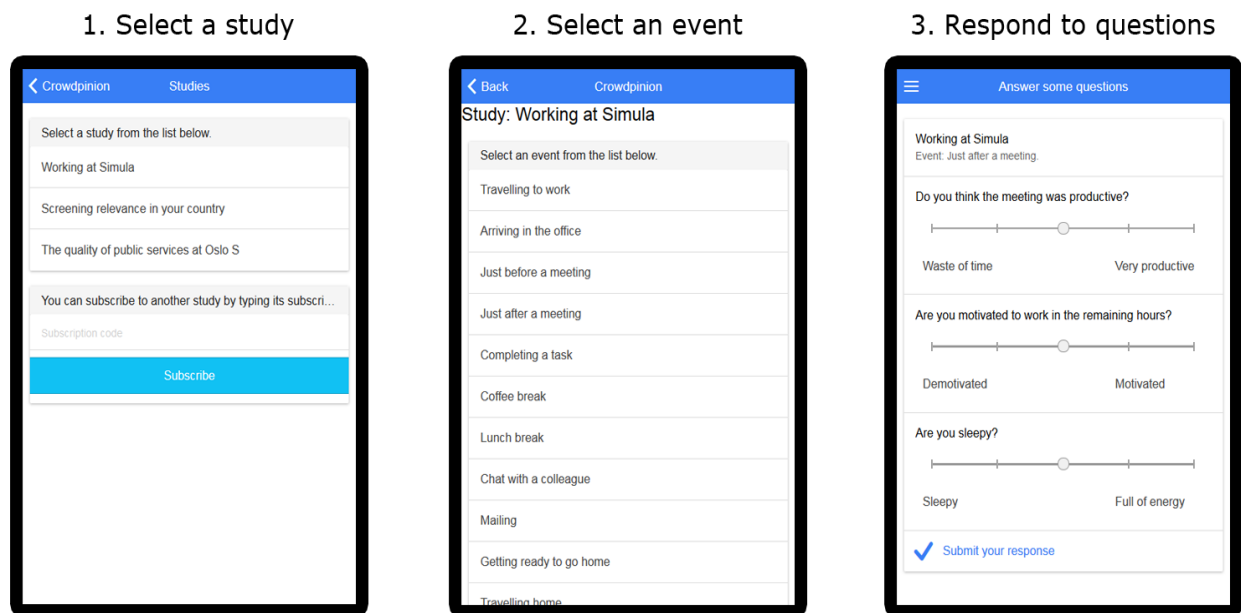 1. Select a study
Crowdpinion
Studies
Select a study from the list below.
Working at Simula
Screening relevance in your country
The quality of public services at Oslo S
You can subscribe to another study by typing its subscri...
Subscription code
Subscribe
2. Select an event
Back
Crowdpinion
Study: Working at Simula
Select an event from the list below.
Travelling to work
Arriving in the office
Just before a meeting
Just after a meeting
Completing a task
Coffee break
Lunch break
Chat with a colleague
Mailing
Getting ready to go home
Travelling home
3. Respond to questions
Answer some questions
Working at Simula
Event: Just after a meeting.
Do you think the meeting was productive?
Waste of time
Very productive
Are you motivated to work in the remaining hours?
Demotivated
Motivated
Are you sleepy?
Sleepy
Full of energy
Submit your response